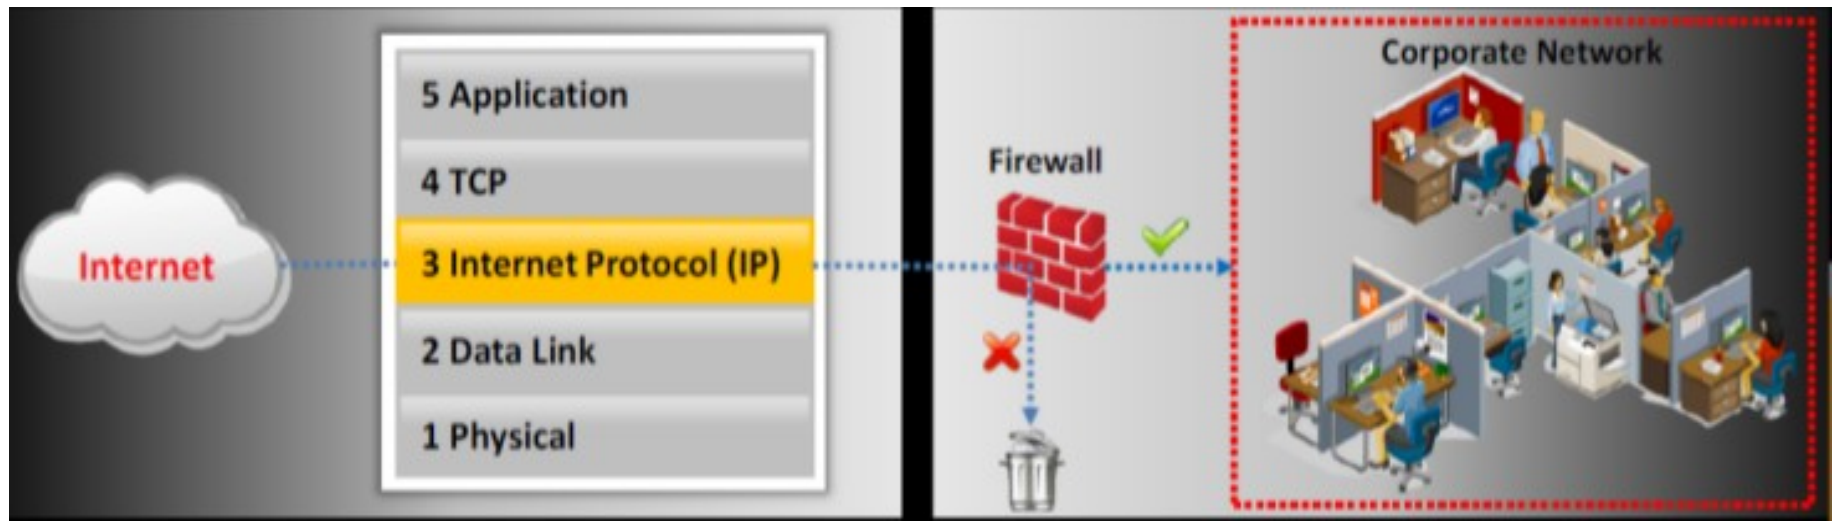 Internet
5 Application
4 TCP
3 Internet Protocol (IP)
2 Data Link
1 Physical
Firewall
Corporate Network